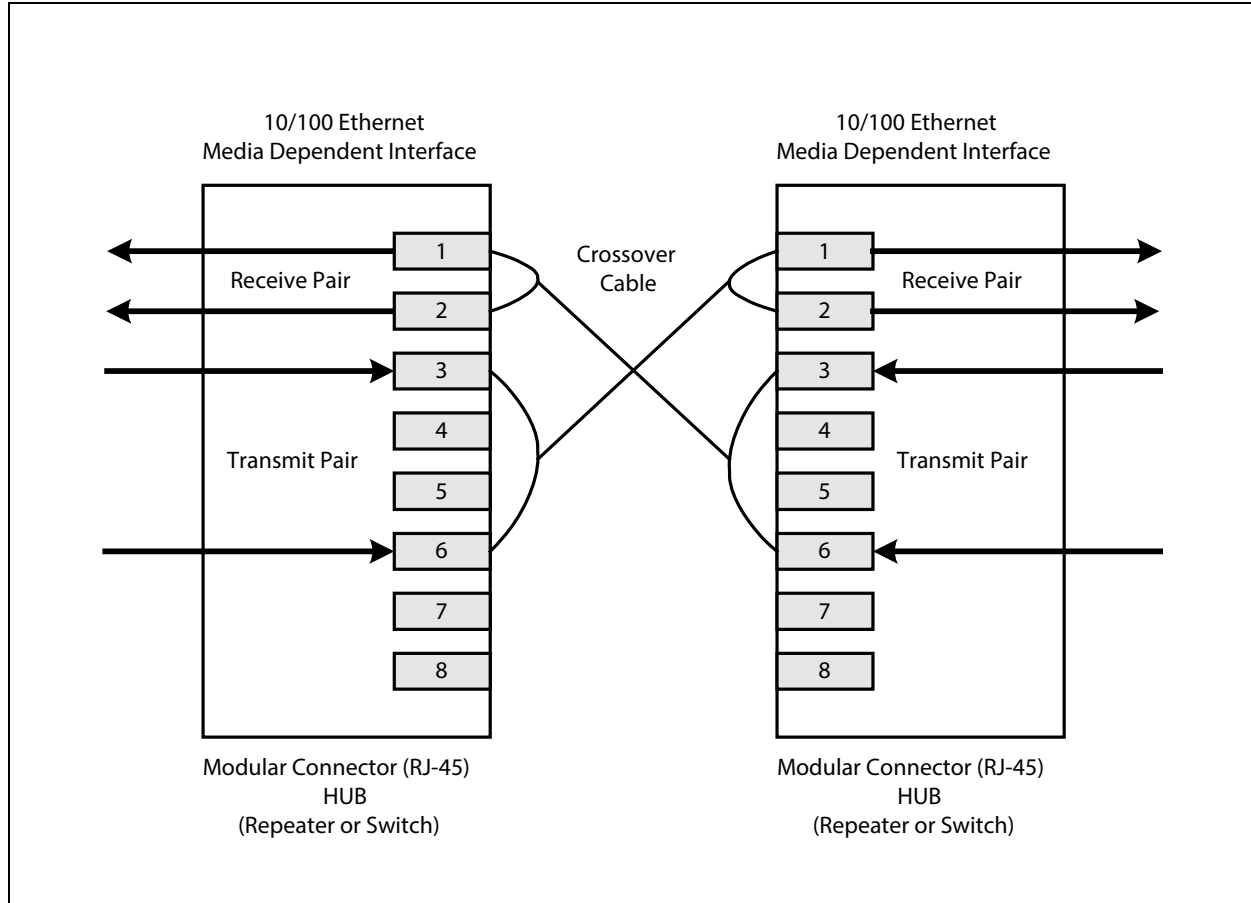 10/100 Ethernet
Media Dependent Interface
10/100 Ethernet
Media Dependent Interface
1
Receive Pair
2
3
4
Transmit Pair
5
6
7
8
Crossover
Cable
1
Receive Pair
2
3
4
Transmit Pair
5
6
7
8
Modular Connector (RJ-45)
HUB
(Repeater or Switch)
Modular Connector (RJ-45)
HUB
(Repeater or Switch)